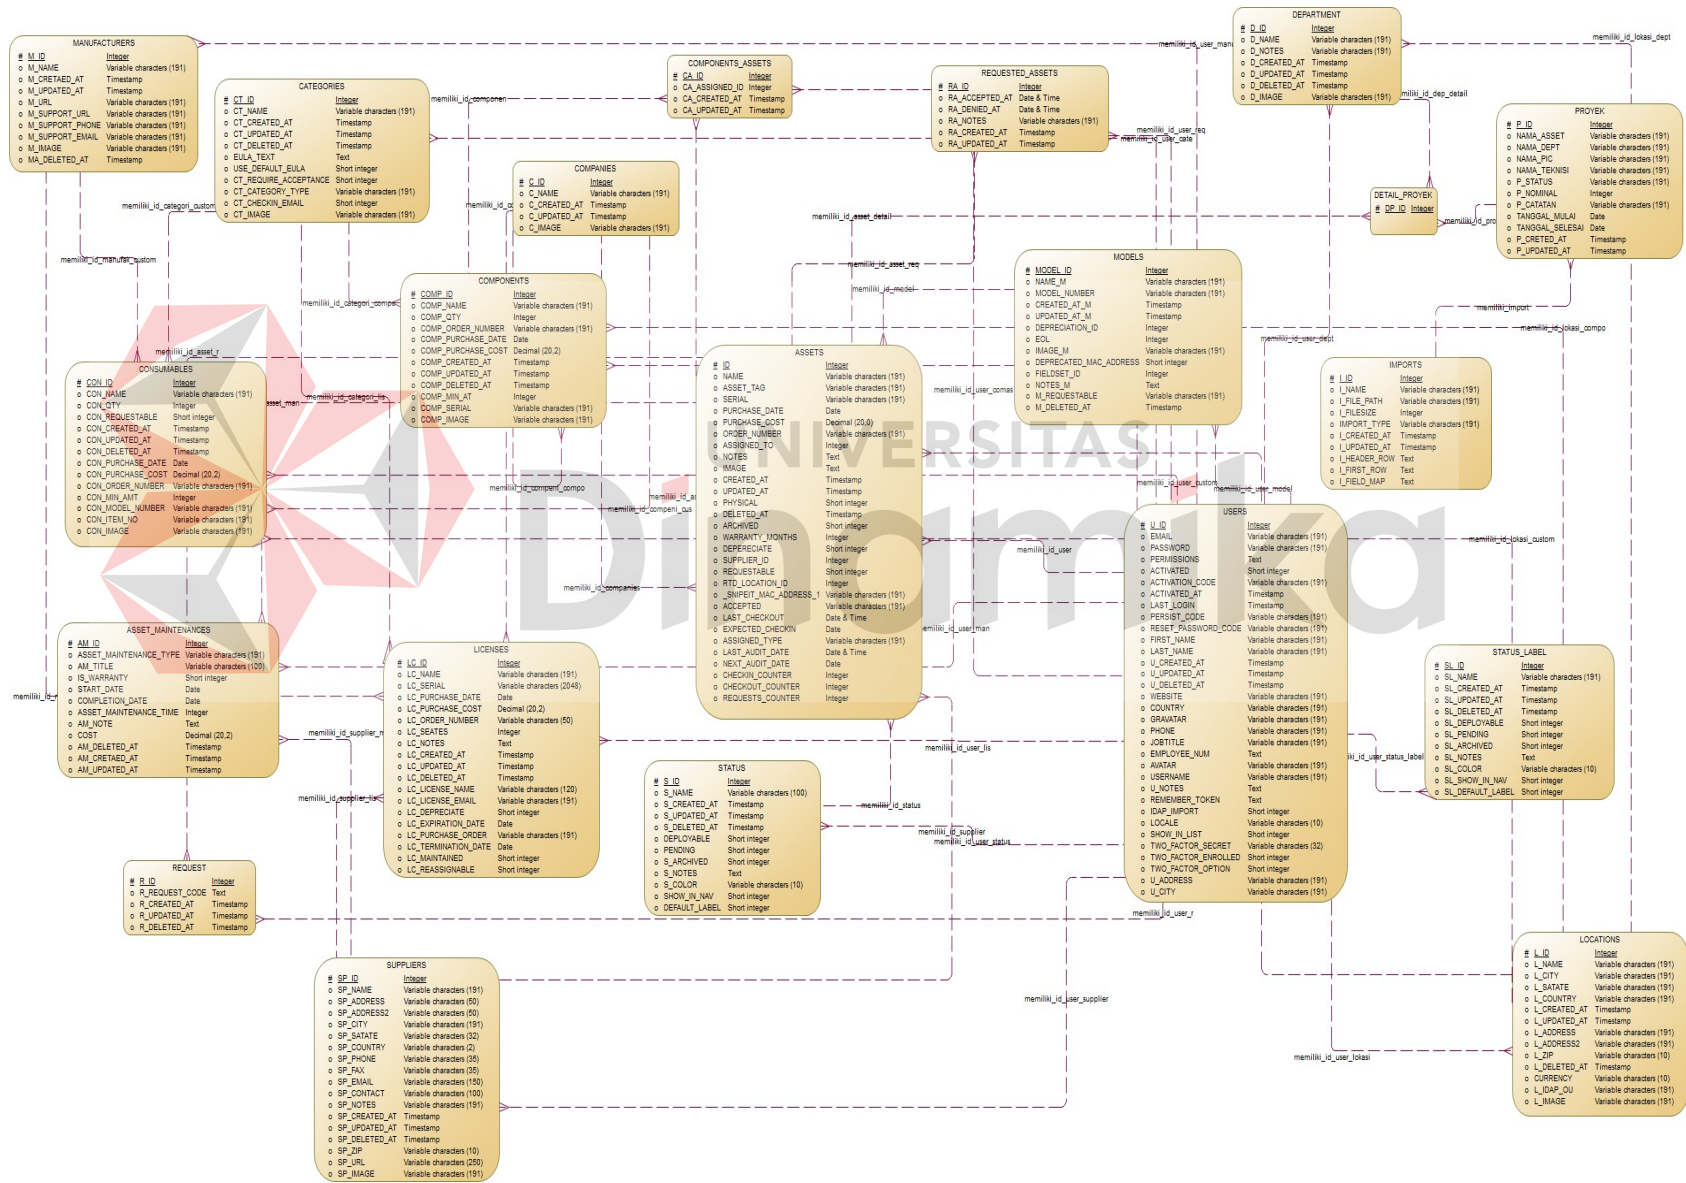 MANUFACTURERS
# M_ID Integer
o M_NAME Variable characters (191)
o M_CRETAED_AT Timestamp
o M_UPDATED_AT Timestamp
o M_URL Variable characters (191)
o M_SUPPORT_URL Variable characters (191)
o M_SUPPORT_PHONE Variable characters (191)
o M_SUPPORT_EMAIL Variable characters (191)
o M_IMAGE Variable characters (191)
o MA_DELETED_AT Timestamp
CATEGORIES
# CT_ID Integer
o CT_NAME Variable characters (191)
o CT_CREATED_AT Timestamp
o CT_UPDATED_AT Timestamp
o CT_DELETED_AT Timestamp
o EULA_TEXT Text
o USE_DEFAULT_EULA Short integer
o CT_REQUIRE_ACCEPTANCE Short integer
o CT_CATEGORY_TYPE Variable characters (191)
o CT_CHECKIN_EMAIL Short integer
o CT_IMAGE Variable characters (191)
COMPONENTS_ASSETS
# CA_ID Integer
o CA_ASSIGNED_ID Integer
o CA_CREATED_AT Timestamp
o CA_UPDATED_AT Timestamp
REQUESTED_ASSETS
# RA_ID Integer
o RA_ACCEPTED_AT Date & Time
o RA_DENIED_AT Date & Time
o RA_NOTES Variable characters (191)
o RA_CREATED_AT Timestamp
o RA_UPDATED_AT Timestamp
DEPARTMENT
# D_ID Integer
o D_NAME Variable characters (191)
o D_NOTES Variable characters (191)
o D_CREATED_AT Timestamp
o D_UPDATED_AT Timestamp
o D_DELETED_AT Timestamp
o D_IMAGE Variable characters (191)
PROYEK
# P_ID Integer
o NAMA_ASSET Variable characters (191)
o NAMA_DEPT Variable characters (191)
o NAMA_PIC Variable characters (191)
o NAMA_TEKNISI Variable characters (191)
o P_STATUS Variable characters (191)
o P_NOMINAL Integer
o P_CATATAN Variable characters (191)
o TANGGAL_MULAI Date
o TANGGAL_SELESAI Date
o P_CRETED_AT Timestamp
o P_UPDATED_AT Timestamp
COMPANIES
# C_ID Integer
o C_NAME Variable characters (191)
o C_CREATED_AT Timestamp
o C_UPDATED_AT Timestamp
o C_IMAGE Variable characters (191)
DETAIL_PROYEK
# DP_ID Integer
COMPONENTS
# COMP_ID Integer
o COMP_NAME Variable characters (191)
o COMP_QTY Integer
o COMP_ORDER_NUMBER Variable characters (191)
o COMP_PURCHASE_DATE Date
o COMP_PURCHASE_COST Decimal (20,2)
o COMP_CREATED_AT Timestamp
o COMP_UPDATED_AT Timestamp
o COMP_DELETED_AT Timestamp
o COMP_MIN_AT Integer
o COMP_SERIAL Variable characters (191)
o COMP_IMAGE Variable characters (191)
MODELS
# MODEL_ID Integer
o NAME_M Variable characters (191)
o MODEL_NUMBER Variable characters (191)
o CREATED_AT_M Timestamp
o UPDATED_AT_M Timestamp
o DEPRECIATION_ID Integer
o EOL Integer
o IMAGE_M Variable characters (191)
o DEPRECATED_MAC_ADDRESS Short integer
o FIELDSET_ID Integer
o NOTES_M Text
o M_REQUESTABLE Variable characters (191)
o M_DELETED_AT Timestamp
CONSUMABLES
# CON_ID Integer
o CON_NAME Variable characters (191)
o CON_QTY Integer
o CON_REQUESTABLE Short integer
o CON_CREATED_AT Timestamp
o CON_UPDATED_AT Timestamp
o CON_DELETED_AT Timestamp
o CON_PURCHASE_DATE Date
o CON_PURCHASE_COST Decimal (20,2)
o CON_ORDER_NUMBER Variable characters (191)
o CON_MIN_AMT Integer
o CON_MODEL_NUMBER Variable characters (191)
o CON_ITEM_NO Variable characters (191)
o CON_IMAGE Variable characters (191)
ASSETS
# ID Integer
o NAME Variable characters (191)
o ASSET_TAG Variable characters (191)
o SERIAL Variable characters (191)
o PURCHASE_DATE Date
o PURCHASE_COST Decimal (20,0)
o ORDER_NUMBER Variable characters (191)
o ASSIGNED_TO Integer
o NOTES Text
o IMAGE Text
o CREATED_AT Timestamp
o UPDATED_AT Timestamp
o PHYSICAL Short integer
o DELETED_AT Timestamp
o ARCHIVED Short integer
o WARRANTY_MONTHS Integer
o DEPERECIATE Short integer
o SUPPLIER_ID Integer
o REQUESTABLE Short integer
o RTD_LOCATION_ID Integer
o _SNIPEIT_MAC_ADDRESS_1 Variable characters (191)
o ACCEPTED Variable characters (191)
o LAST_CHECKOUT Date & Time
o EXPECTED_CHECKIN Date
o ASSIGNED_TYPE Variable characters (191)
o LAST_AUDIT_DATE Date & Time
o NEXT_AUDIT_DATE Date
o CHECKIN_COUNTER Integer
o CHECKOUT_COUNTER Integer
o REQUESTS_COUNTER Integer
IMPORTS
# I_ID Integer
o I_NAME Variable characters (191)
o I_FILE_PATH Variable characters (191)
o I_FILESIZE Integer
o IMPORT_TYPE Variable characters (191)
o I_CREATED_AT Timestamp
o I_UPDATED_AT Timestamp
o I_HEADER_ROW Text
o I_FIRST_ROW Text
o I_FIELD_MAP Text
USERS
# U_ID Integer
o EMAIL Variable characters (191)
o PASSWORD Variable characters (191)
o PERMISSIONS Text
o ACTIVATED Short integer
o ACTIVATION_CODE Variable characters (191)
o ACTIVATED_AT Timestamp
o LAST_LOGIN Timestamp
o PERSIST_CODE Variable characters (191)
o RESET_PASSWORD_CODE Variable characters (191)
o FIRST_NAME Variable characters (191)
o LAST_NAME Variable characters (191)
o U_CREATED_AT Timestamp
o U_UPDATED_AT Timestamp
o U_DELETED_AT Timestamp
o WEBSITE Variable characters (191)
o COUNTRY Variable characters (191)
o GRAVATAR Variable characters (191)
o PHONE Variable characters (191)
o JOBTITLE Variable characters (191)
o EMPLOYEE_NUM Text
o AVATAR Variable characters (191)
o USERNAME Variable characters (191)
o U_NOTES Text
o REMEMBER_TOKEN Text
o IDAP_IMPORT Short integer
o LOCALE Variable characters (10)
o SHOW_IN_LIST Short integer
o TWO_FACTOR_SECRET Variable characters (32)
o TWO_FACTOR_ENROLLED Short integer
o TWO_FACTOR_OPTION Short integer
o U_ADDRESS Variable characters (191)
o U_CITY Variable characters (191)
ASSET_MAINTENANCES
# AM_ID Integer
o ASSET_MAINTENANCE_TYPE Variable characters (191)
o AM_TITLE Variable characters (100)
o IS_WARRANTY Short integer
o START_DATE Date
o COMPLETION_DATE Date
o ASSET_MAINTENANCE_TIME Integer
o AM_NOTE Text
o COST Decimal (20,2)
o AM_DELETED_AT Timestamp
o AM_CRETAED_AT Timestamp
o AM_UPDATED_AT Timestamp
LICENSES
# LC_ID Integer
o LC_NAME Variable characters (191)
o LC_SERIAL Variable characters (2048)
o LC_PURCHASE_DATE Date
o LC_PURCHASE_COST Decimal (20,2)
o LC_ORDER_NUMBER Variable characters (50)
o LC_SEATES Integer
o LC_NOTES Text
o LC_CREATED_AT Timestamp
o LC_UPDATED_AT Timestamp
o LC_DELETED_AT Timestamp
o LC_LICENSE_NAME Variable characters (120)
o LC_LICENSE_EMAIL Variable characters (191)
o LC_DEPRECIATE Short integer
o LC_EXPIRATION_DATE Date
o LC_PURCHASE_ORDER Variable characters (191)
o LC_TERMINATION_DATE Date
o LC_MAINTAINED Short integer
o LC_REASSIGNABLE Short integer
STATUS_LABEL
# SL_ID Integer
o SL_NAME Variable characters (191)
o SL_CREATED_AT Timestamp
o SL_UPDATED_AT Timestamp
o SL_DELETED_AT Timestamp
o SL_DEPLOYABLE Short integer
o SL_PENDING Short integer
o SL_ARCHIVED Short integer
o SL_NOTES Text
o SL_COLOR Variable characters (10)
o SL_SHOW_IN_NAV Short integer
o SL_DEFAULT_LABEL Short integer
STATUS
# S_ID Integer
o S_NAME Variable characters (100)
o S_CREATED_AT Timestamp
o S_UPDATED_AT Timestamp
o S_DELETED_AT Timestamp
o DEPLOYABLE Short integer
o PENDING Short integer
o S_ARCHIVED Short integer
o S_NOTES Text
o S_COLOR Variable characters (10)
o SHOW_IN_NAV Short integer
o DEFAULT_LABEL Short integer
REQUEST
# R_ID Integer
o R_REQUEST_CODE Text
o R_CREATED_AT Timestamp
o R_UPDATED_AT Timestamp
o R_DELETED_AT Timestamp
SUPPLIERS
# SP_ID Integer
o SP_NAME Variable characters (191)
o SP_ADDRESS Variable characters (50)
o SP_ADDRESS2 Variable characters (50)
o SP_CITY Variable characters (191)
o SP_SATATE Variable characters (32)
o SP_COUNTRY Variable characters (2)
o SP_PHONE Variable characters (35)
o SP_FAX Variable characters (35)
o SP_EMAIL Variable characters (150)
o SP_CONTACT Variable characters (100)
o SP_NOTES Variable characters (191)
o SP_CREATED_AT Timestamp
o SP_UPDATED_AT Timestamp
o SP_DELETED_AT Timestamp
o SP_ZIP Variable characters (10)
o SP_URL Variable characters (250)
o SP_IMAGE Variable characters (191)
LOCATIONS
# L_ID Integer
o L_NAME Variable characters (191)
o L_CITY Variable characters (191)
o L_SATATE Variable characters (191)
o L_COUNTRY Variable characters (191)
o L_CREATED_AT Timestamp
o L_UPDATED_AT Timestamp
o L_ADDRESS Variable characters (191)
o L_ADDRESS2 Variable characters (191)
o L_ZIP Variable characters (10)
o L_DELETED_AT Timestamp
o CURRENCY Variable characters (10)
o L_IDAP_OU Variable characters (191)
o L_IMAGE Variable characters (191)
memiliki_id_user_man
memiliki_id_lokasi_dept
memiliki_id_componen
memiliki_id_dep_detail
memiliki_id_user_req
memiliki_id_user_cate
memiliki_id_categori_custom
memiliki_id_co
memiliki_id_asset_detail
memiliki_id_pro
memiliki_id_manufak_custom
memiliki_id_asset_req
memiliki_id_model
memiliki_id_categori_compo
memiliki_import
memiliki_id_lokasi_compo
memiliki_id_user_dept
memiliki_id_asset_r
memiliki_id_user_comas
memiliki_id_categori_lis
asset_man
UNIVERSITAS
Dinamika
memiliki_id_user_custom
memiliki_id_user_model
memiliki_id_compeni_compo
memiliki_id_as
memiliki_id_compeni_cus
memiliki_id_lokasi_custom
memiliki_id_user
memiliki_id_companies
memiliki_id_user_man
memiliki_id_r
memiliki_id_supplier_m
memiliki_id_user_lis
memiliki_id_user_status_label
memiliki_id_supplier_lis
memiliki_id_status
memiliki_id_supplier
memiliki_id_user_status
memiliki_id_user_r
memiliki_id_user_supplier
memiliki_id_user_lokasi